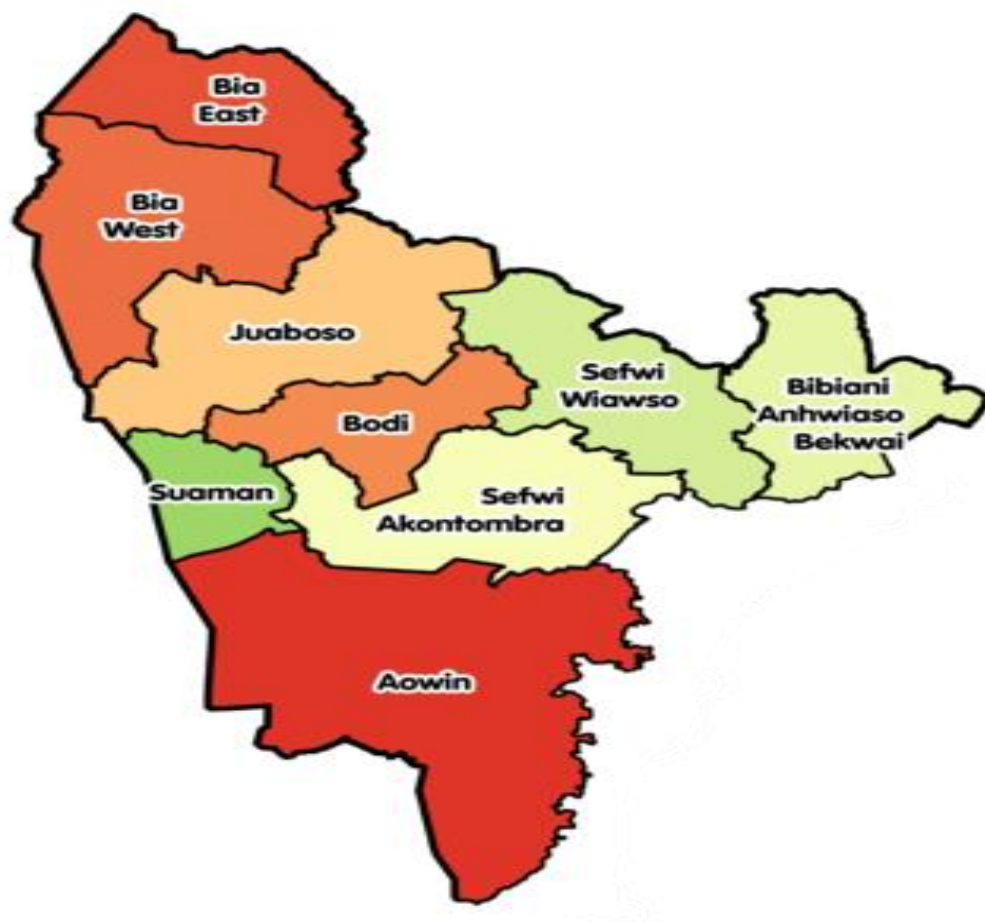 Bia
East
Bia
West
Juaboso
Sefwi
Wiawso
Bibiani
Anhwiaso
Bekwai
Bodi
Suaman
Sefwi
Akontombra
Aowin